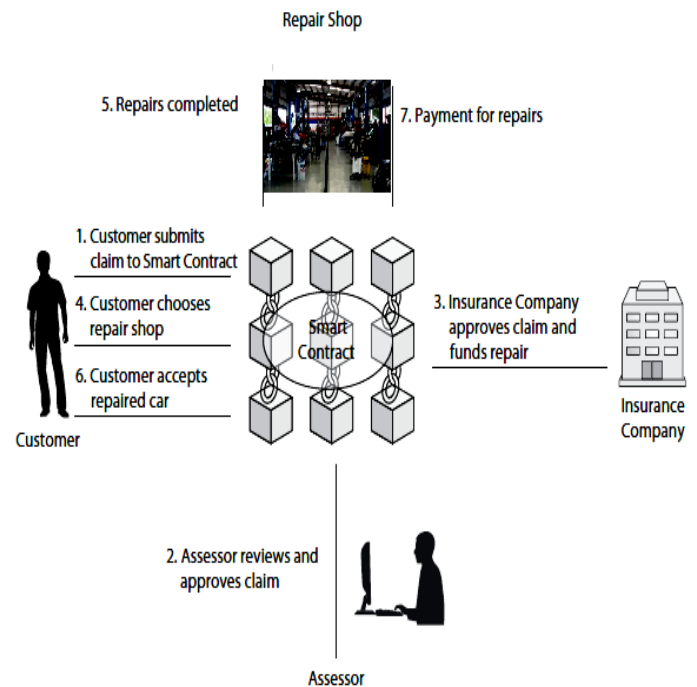 Repair Shop
5. Repairs completed
7. Payment for repairs
1. Customer submits
claim to Smart Contract
4. Customer chooses
repair shop
6. Customer accepts
repaired car
Customer
Smart
Contract
3. Insurance Company
approves claim and
funds repair
Insurance
Company
2. Assessor reviews and
approves claim
Assessor